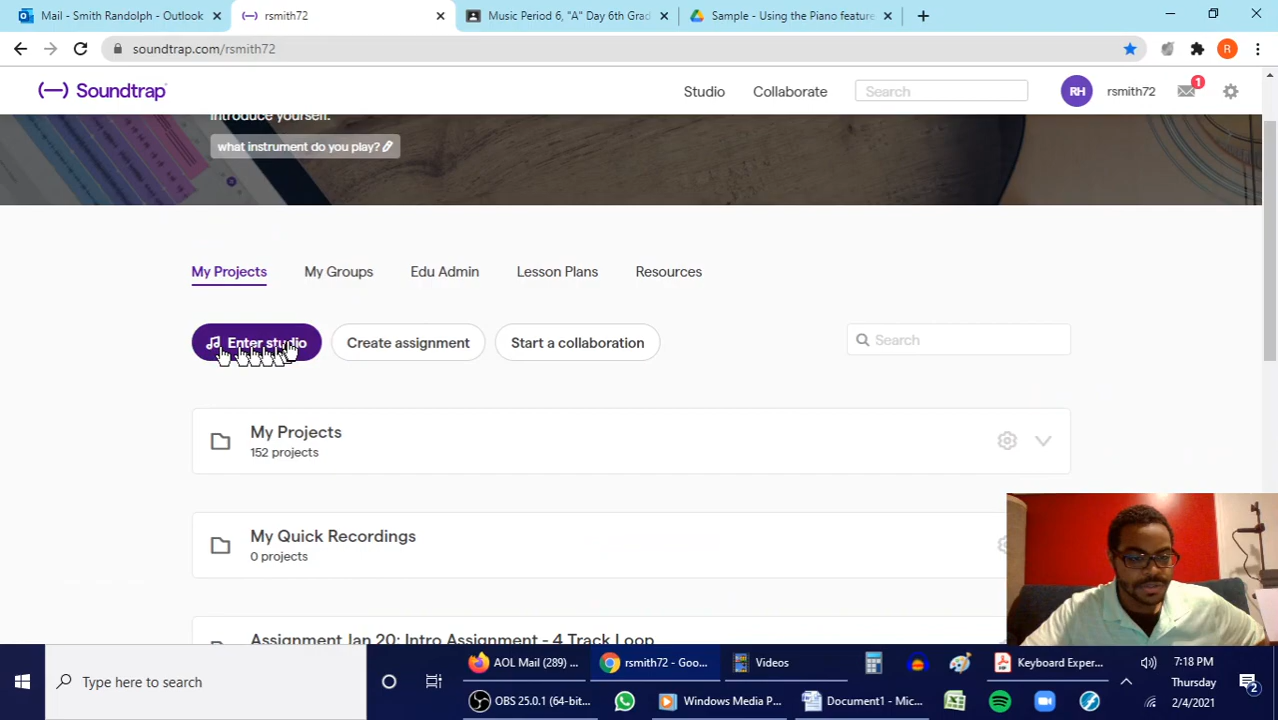 Mail - Smith Randolph - Outlook
rsmith72
Music Period 6, "A" Day 6th Grad
Sample - Using the Piano feature
soundtrap.com/rsmith72
R
Soundtrap
Studio
Collaborate
Search
RH
rsmith72
1
introduce yourself.
what instrument do you play?
My Projects
My Groups
Edu Admin
Lesson Plans
Resources
Enter studio
Create assignment
Start a collaboration
Search
My Projects
152 projects
My Quick Recordings
0 projects
Assignment Jan 20: Intro Assignment - 4 Track Loop
Type here to search
AOL Mail (289) ...
rsmith72 - Goo...
Videos
Keyboard Exper...
OBS 25.0.1 (64-bit...
Windows Media P...
Document1 - Mic...
7:18 PM
Thursday
2/4/2021
2